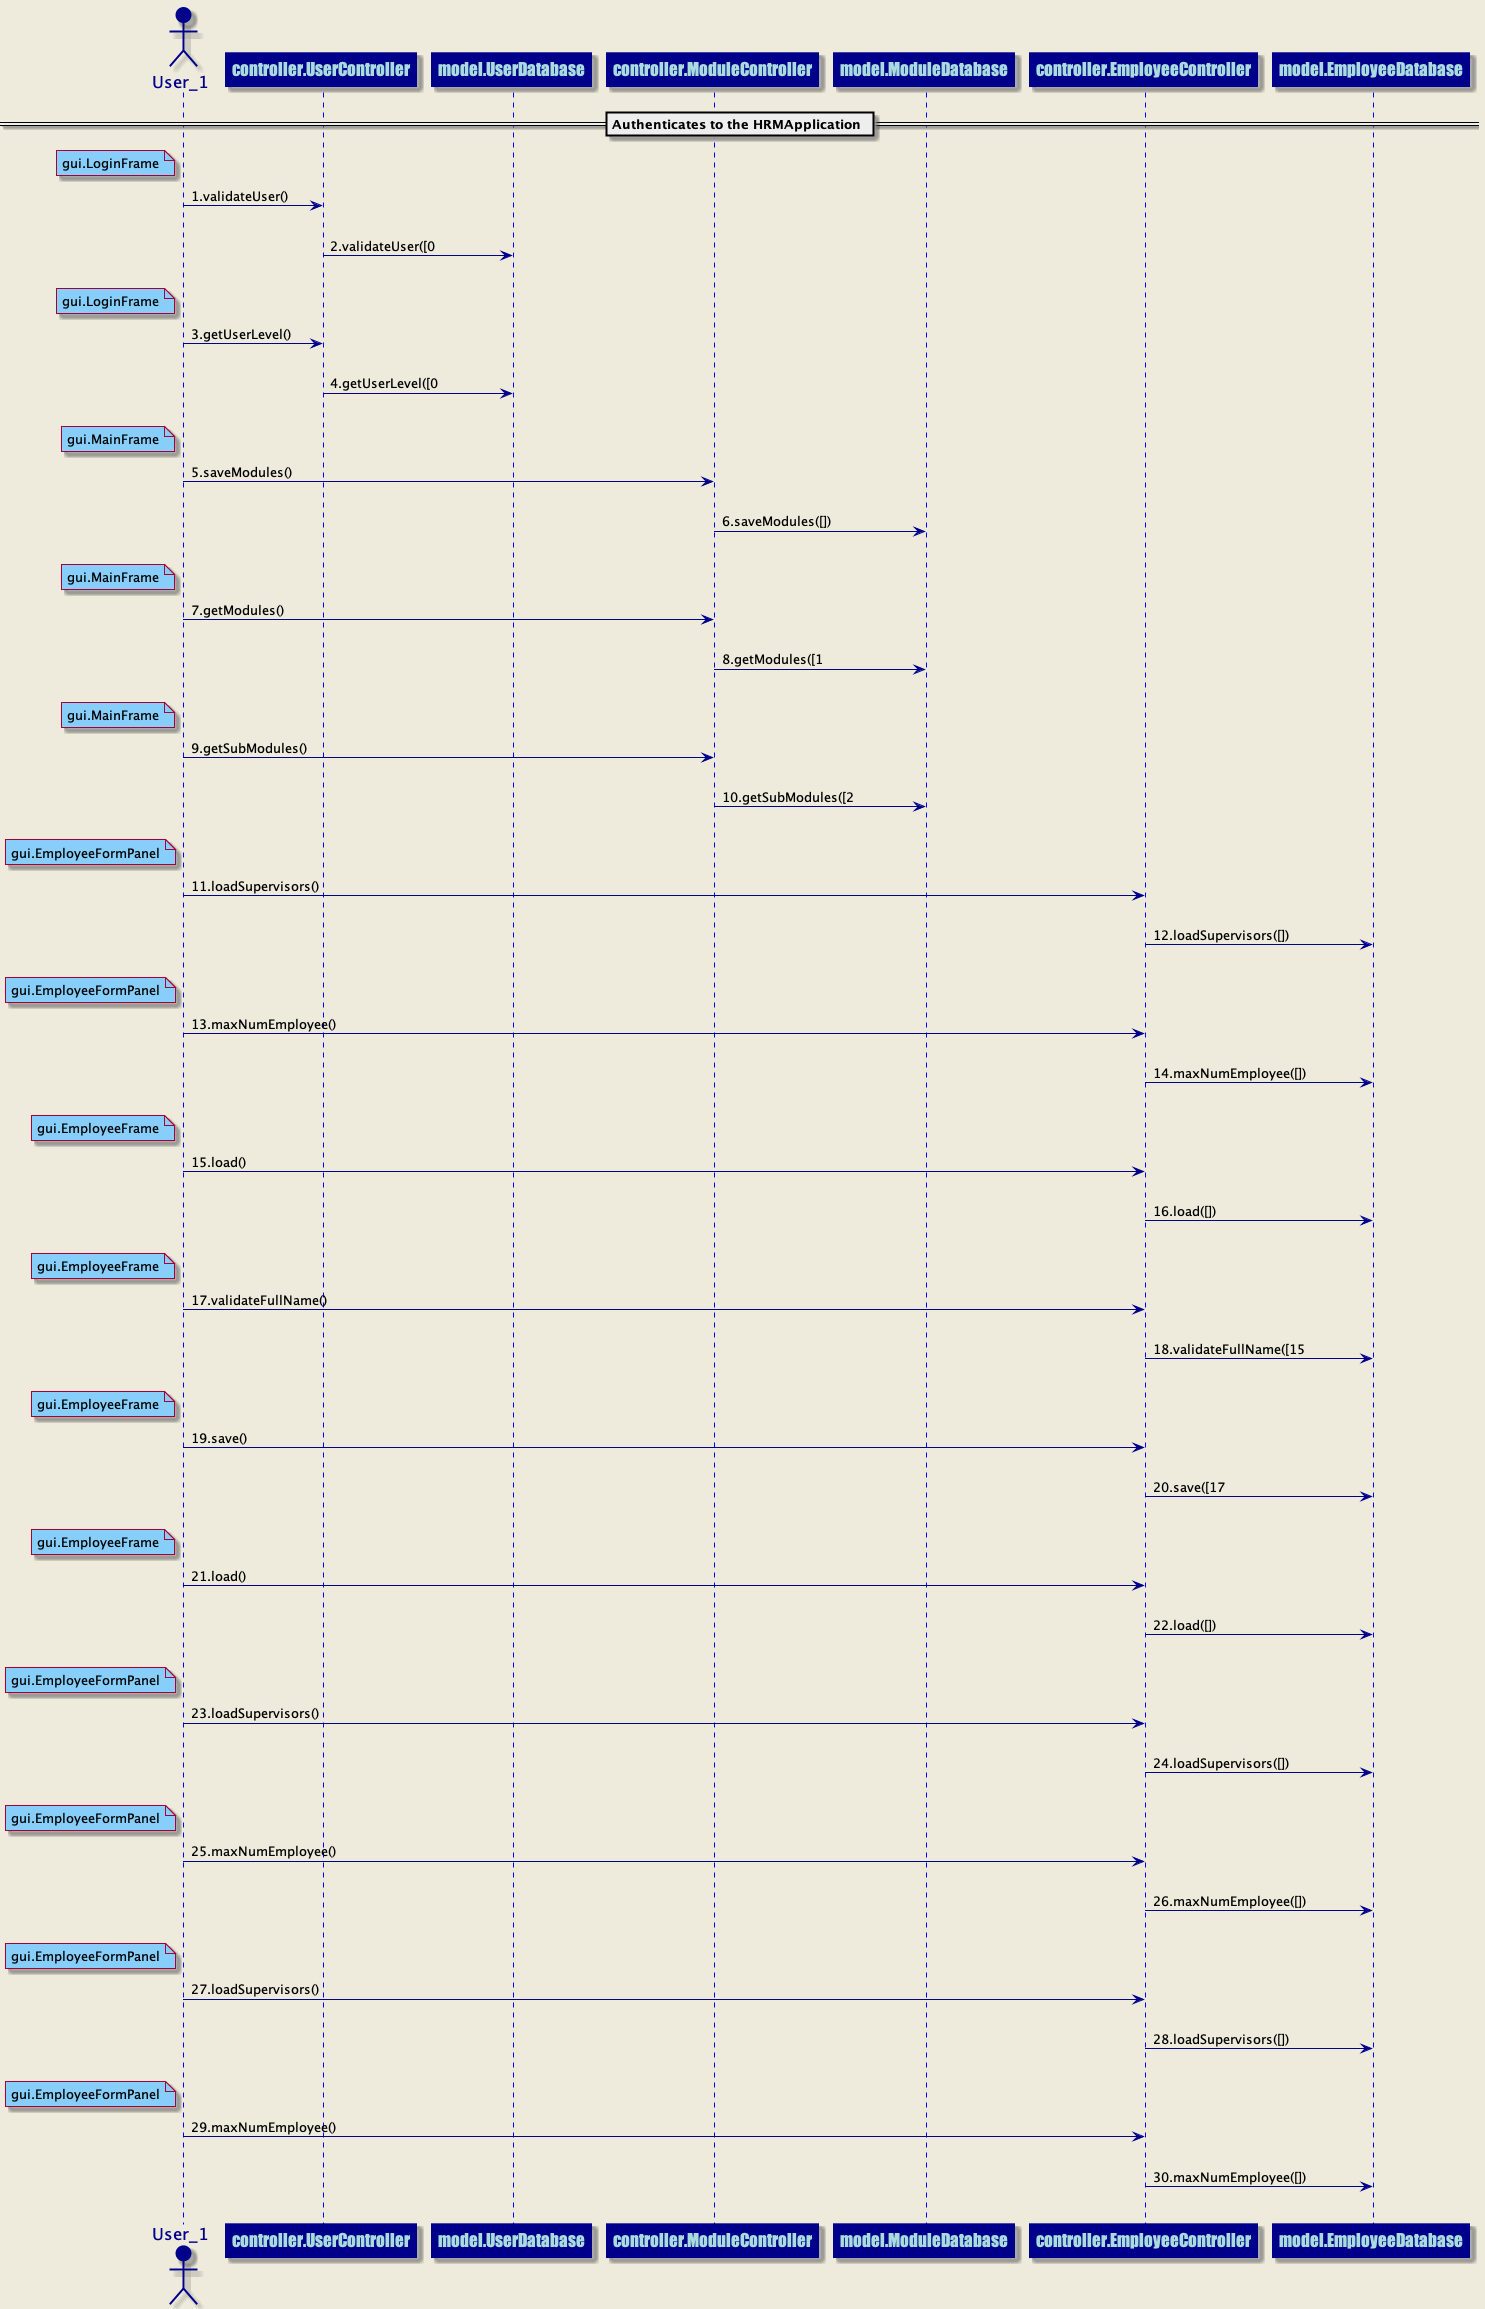 User_1
controller.UserController
model.UserDatabase
controller.ModuleController
model.ModuleDatabase
controller.EmployeeController
model.EmployeeDatabase
Authenticates to the HRMApplication
gui.LoginFrame
1.validateUser()
2.validateUser([0
gui.LoginFrame
3.getUserLevel()
4.getUserLevel([0
gui.MainFrame
5.saveModules()
6.saveModules([])
gui.MainFrame
7.getModules()
8.getModules([1
gui.MainFrame
9.getSubModules()
10.getSubModules([2
gui.EmployeeFormPanel
11.loadSupervisors()
12.loadSupervisors([])
gui.EmployeeFormPanel
13.maxNumEmployee()
14.maxNumEmployee([])
gui.EmployeeFrame
15.load()
16.load([])
gui.EmployeeFrame
17.validateFullName()
18.validateFullName([15
gui.EmployeeFrame
19.save()
20.save([17
gui.EmployeeFrame
21.load()
22.load([])
gui.EmployeeFormPanel
23.loadSupervisors()
24.loadSupervisors([])
gui.EmployeeFormPanel
25.maxNumEmployee()
26.maxNumEmployee([])
gui.EmployeeFormPanel
27.loadSupervisors()
28.loadSupervisors([])
gui.EmployeeFormPanel
29.maxNumEmployee()
30.maxNumEmployee([])
User_1
controller.UserController
model.UserDatabase
controller.ModuleController
model.ModuleDatabase
controller.EmployeeController
model.EmployeeDatabase